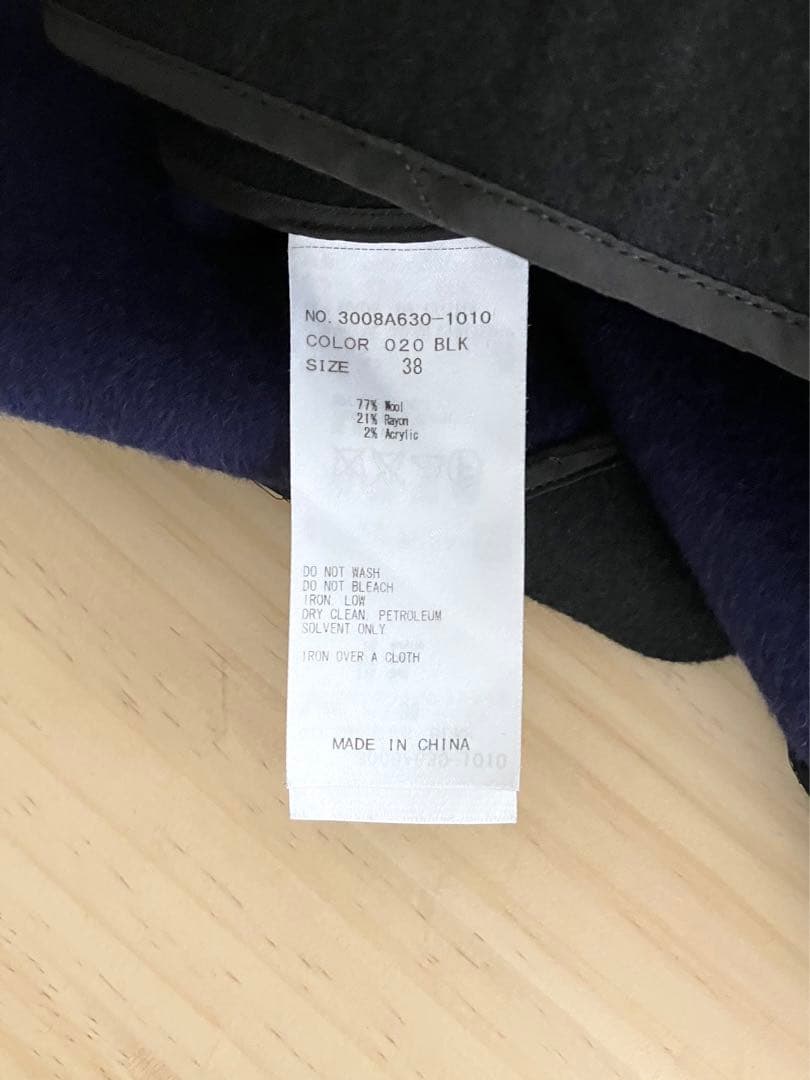 NO. 3008A630-1010
COLOR 020 BLK
SIZE 38
77% Wool
21% Rayon
2% Acrylic
DO NOT WASH
DO NOT BLEACH
IRON, LOW
DRY CLEAN, PETROLEUM
SOLVENT ONLY
IRON OVER A CLOTH
MADE IN CHINA